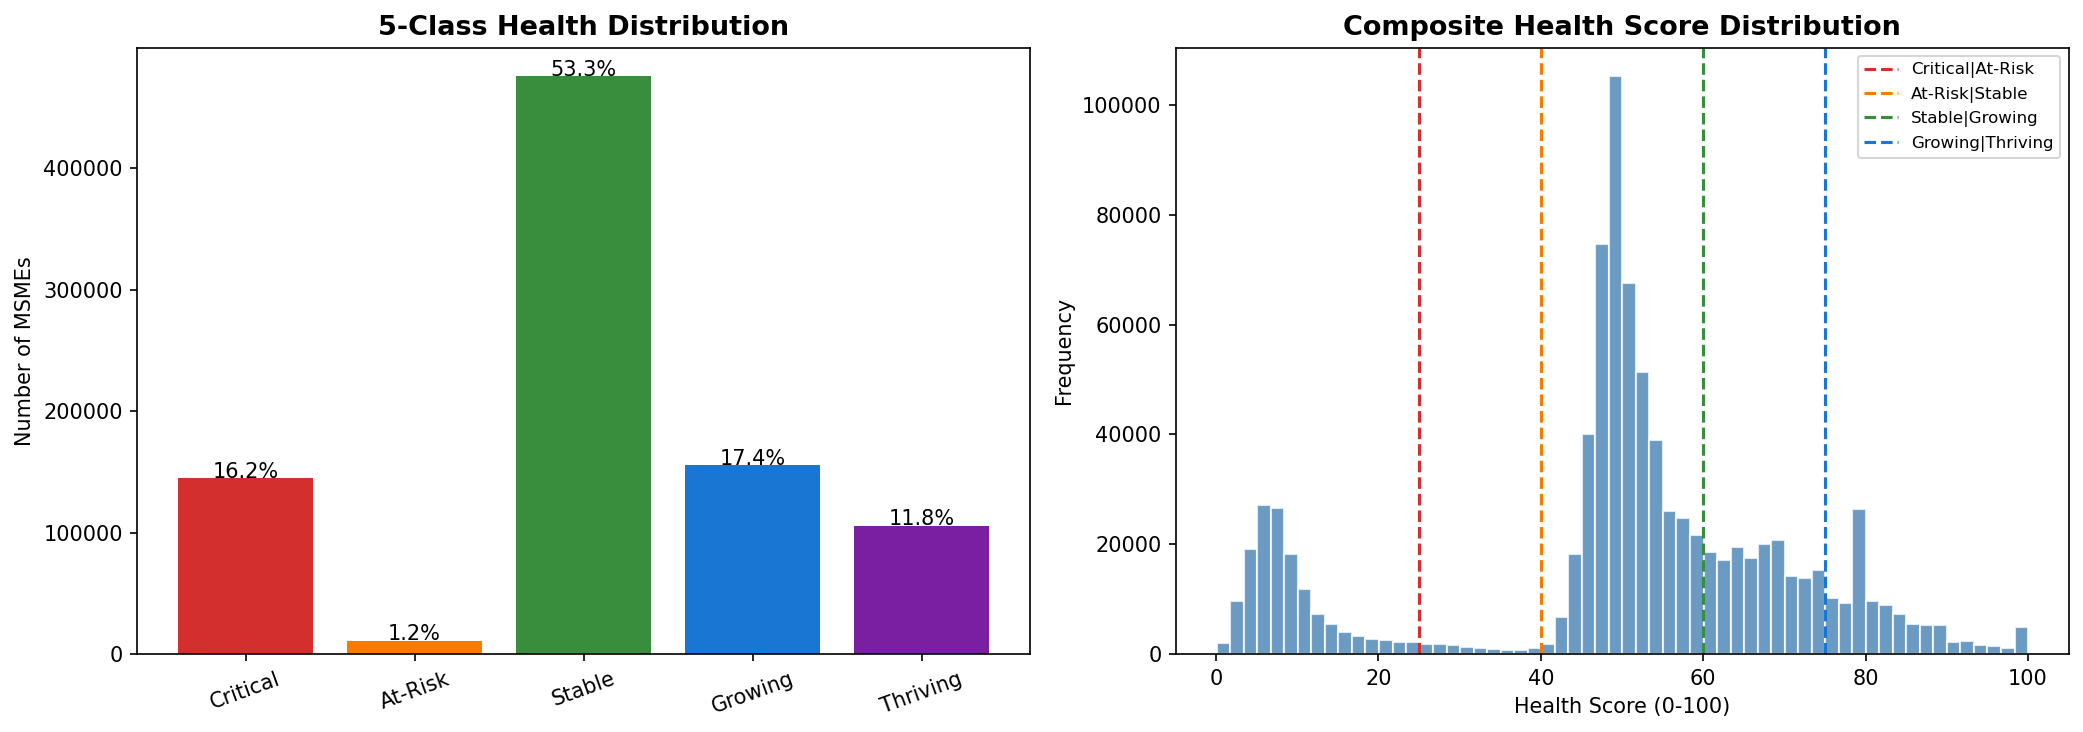 5-Class Health Distribution
Number of MSMEs
400000
300000
200000
100000
0
16.2%
1.2%
53.3%
17.4%
11.8%
Critical
At-Risk
Stable
Growing
Thriving
Composite Health Score Distribution
Frequency
100000
80000
60000
40000
20000
0
Critical|At-Risk
At-Risk|Stable
Stable|Growing
Growing|Thriving
0
20
40
60
80
100
Health Score (0-100)